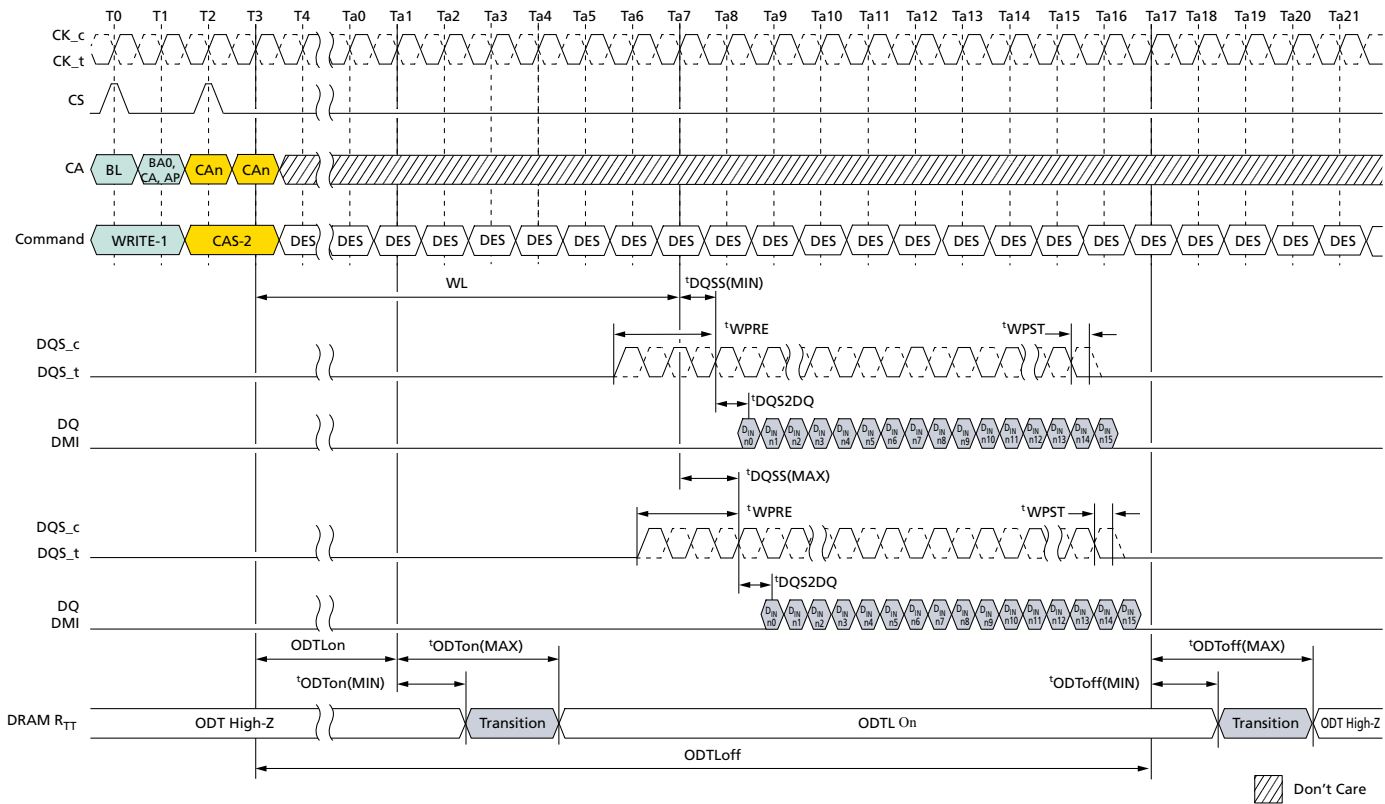 T0 T1 T2 T3 T4 Ta0 Ta1 Ta2 Ta3 Ta4 Ta5 Ta6 Ta7 Ta8 Ta9 Ta10 Ta11 Ta12 Ta13 Ta14 Ta15 Ta16 Ta17 Ta18 Ta19 Ta20 Ta21
CK_c
CK_t
CS
CA BL BA0, CA, AP CAn CAn
Command WRITE-1 CAS-2 DES DES DES DES DES DES DES DES DES DES DES DES DES DES DES DES DES DES DES DES DES DES DES
WL tDQSS(MIN)
tWPRE tWPST
DQS_c
DQS_t
tDQS2DQ
DQ
DMI
DIN n0 DIN n1 DIN n2 DIN n3 DIN n4 DIN n5 DIN n6 DIN n7 DIN n8 DIN n9 DIN n10 DIN n11 DIN n12 DIN n13 DIN n14 DIN n15
tDQSS(MAX)
tWPRE tWPST
DQS_c
DQS_t
tDQS2DQ
DQ
DMI
DIN n0 DIN n1 DIN n2 DIN n3 DIN n4 DIN n5 DIN n6 DIN n7 DIN n8 DIN n9 DIN n10 DIN n11 DIN n12 DIN n13 DIN n14 DIN n15
ODTLon tODTon(MAX) tODToff(MAX)
tODTon(MIN) tODToff(MIN)
DRAM RTT ODT High-Z Transition ODTL On Transition ODT High-Z
ODTLoff
Don't Care